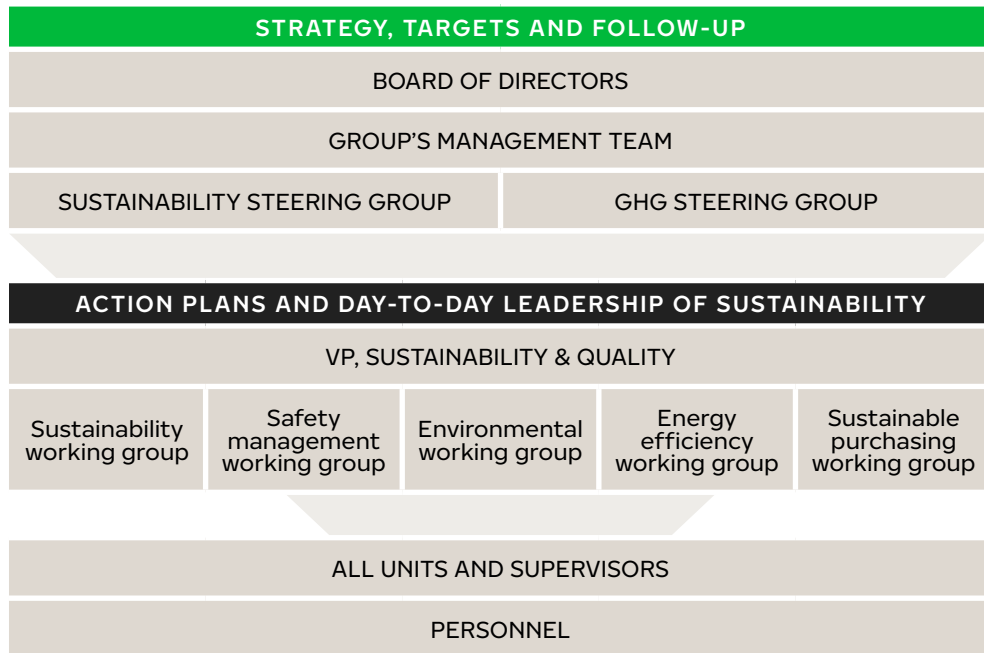 STRATEGY, TARGETS AND FOLLOW-UP
BOARD OF DIRECTORS
GROUP’S MANAGEMENT TEAM
SUSTAINABILITY STEERING GROUP
GHG STEERING GROUP
ACTION PLANS AND DAY-TO-DAY LEADERSHIP OF SUSTAINABILITY
VP, SUSTAINABILITY & QUALITY
Sustainability
working group
Safety
management
working group
Environmental
working group
Energy
efficiency
working group
Sustainable
purchasing
working group
ALL UNITS AND SUPERVISORS
PERSONNEL